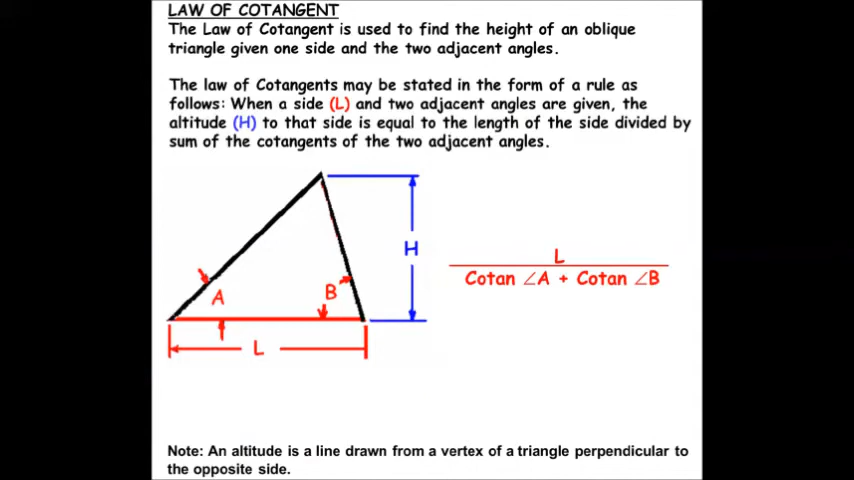 LAW OF COTANGENT
The Law of Cotangent is used to find the height of an oblique
triangle given one side and the two adjacent angles.
The law of Cotangents may be stated in the form of a rule as
follows: When a side (L) and two adjacent angles are given, the
altitude (H) to that side is equal to the length of the side divided by
sum of the cotangents of the two adjacent angles.
H
L
Cotan ∠A + Cotan ∠B
A
B
L
Note: An altitude is a line drawn from a vertex of a triangle perpendicular to
the opposite side.